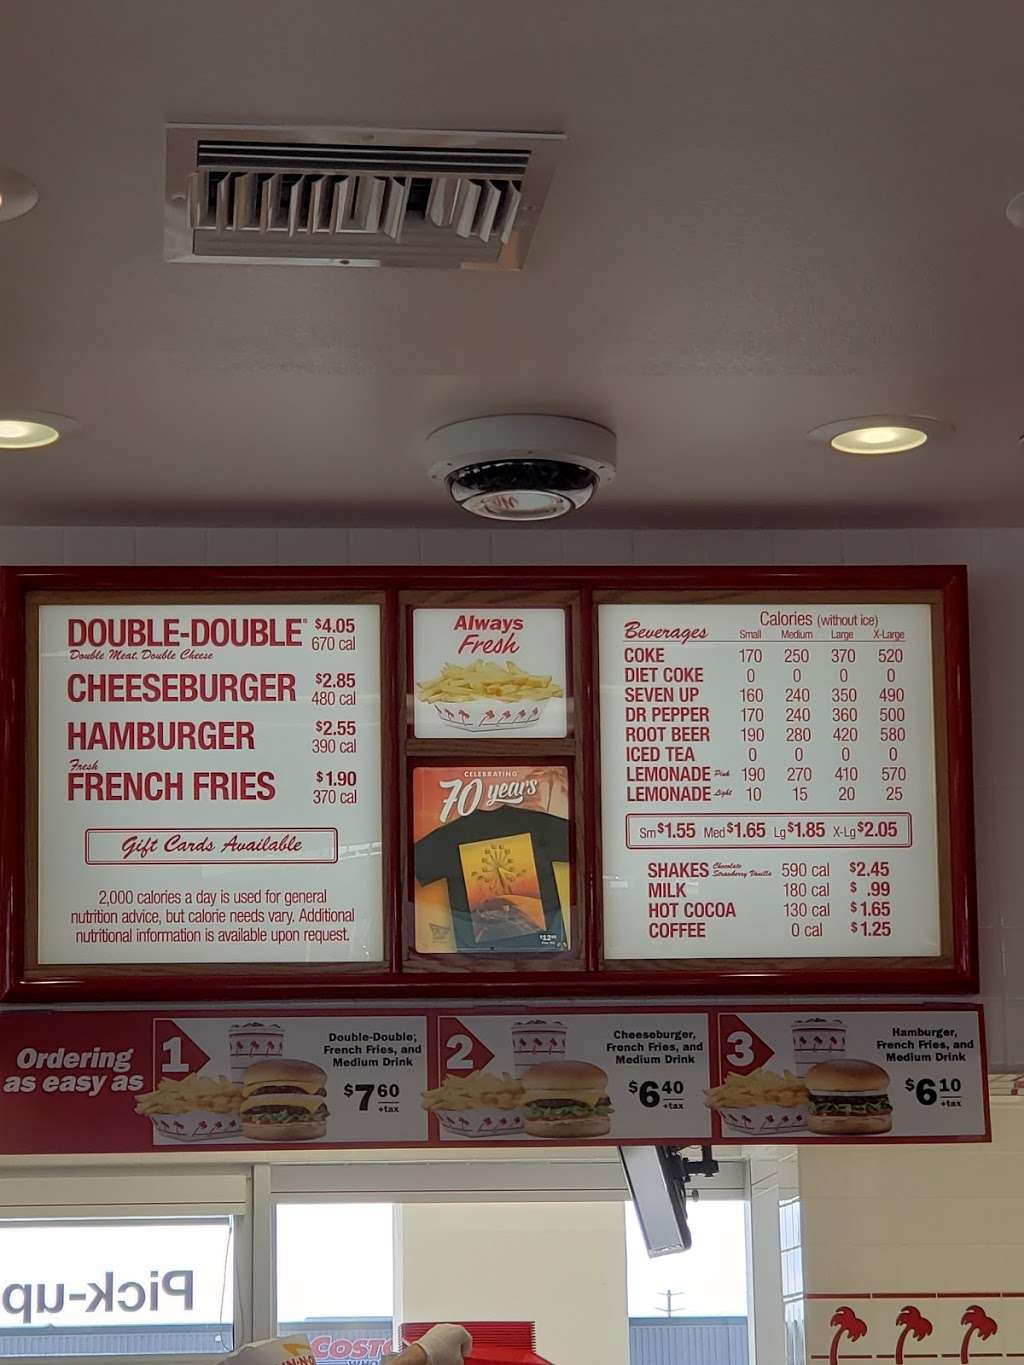 DOUBLE-DOUBLE® $4.05
Double Meat, Double Cheese 670 cal
CHEESEBURGER $2.85
480 cal
HAMBURGER $2.55
390 cal
Fresh
FRENCH FRIES $1.90
370 cal
Gift Cards Available
2,000 calories a day is used for general
nutrition advice, but calorie needs vary. Additional
nutritional information is available upon request.
Always
Fresh
CELEBRATING
70 years
Calories (without ice)
Beverages Small Medium Large X-Large
COKE 170 250 370 520
DIET COKE 0 0 0 0
SEVEN UP 160 240 350 490
DR PEPPER 170 240 360 500
ROOT BEER 190 280 420 580
ICED TEA 0 0 0 0
LEMONADE Pink 190 270 410 570
LEMONADE Light 10 15 20 25
Sm $1.55 Med $1.65 Lg $1.85 X-Lg $2.05
SHAKES Chocolate Strawberry Vanilla 590 cal $2.45
MILK 180 cal $ .99
HOT COCOA 130 cal $1.65
COFFEE 0 cal $1.25
Ordering
as easy as
1
Double-Double,
French Fries, and
Medium Drink
$7 60
+tax
2
Cheeseburger,
French Fries, and
Medium Drink
$6 40
+tax
3
Hamburger,
French Fries, and
Medium Drink
$6 10
+tax
Pick-up
COSTC
WHO
IN-N-O